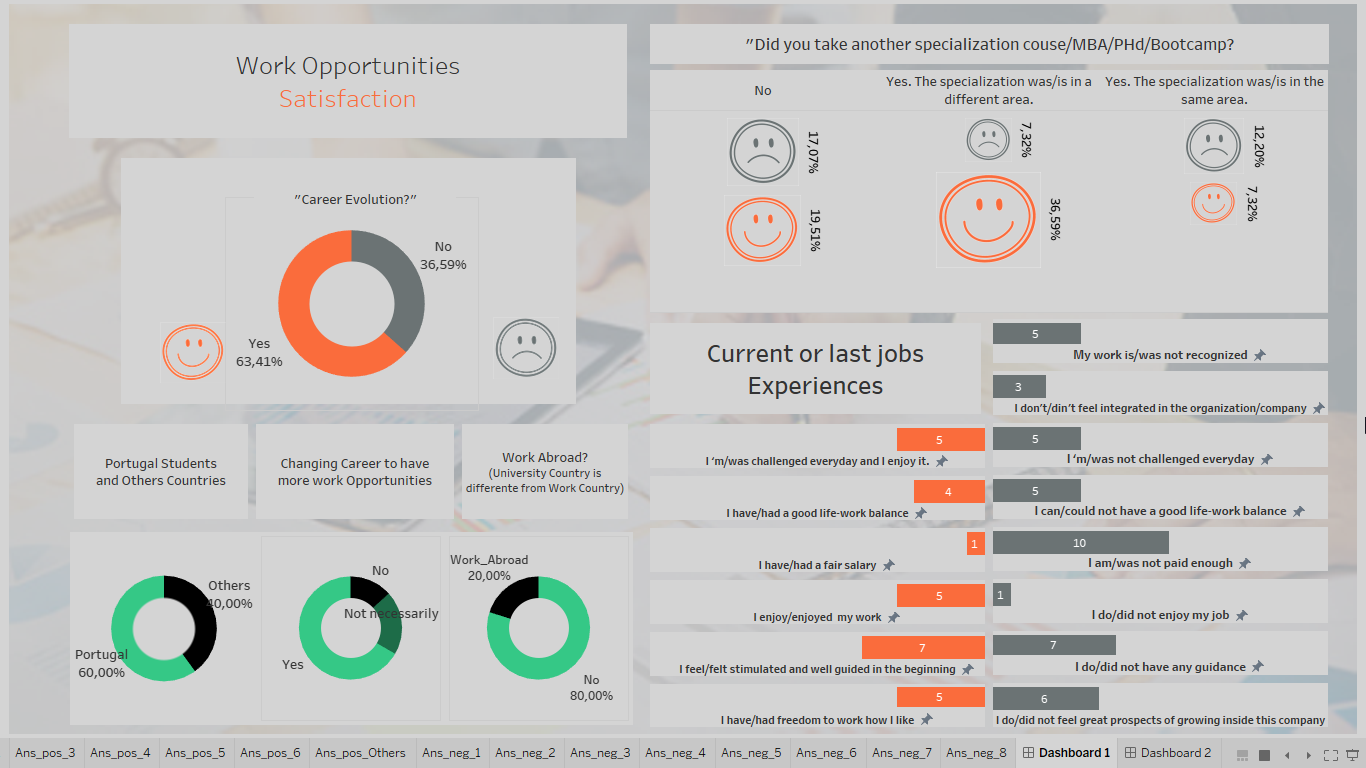 Work Opportunities
Satisfaction
"Career Evolution?"
No
36,59%
Yes
63,41%
Portugal Students
and Others Countries
Changing Career to have
more work Opportunities
Work Abroad?
(University Country is
differente from Work Country)
Others
40,00%
Portugal
60,00%
No
Not necessarily
Yes
Work_Abroad
20,00%
No
80,00%
"Did you take another specialization couse/MBA/PHd/Bootcamp?
No
Yes. The specialization was/is in a
different area.
Yes. The specialization was/is in the
same area.
17,07%
7,32%
12,20%
19,51%
36,59%
7,32%
Current or last jobs
Experiences
5
I 'm/was challenged everyday and I enjoy it.
4
I have/had a good life-work balance
1
I have/had a fair salary
5
I enjoy/enjoyed my work
7
I feel/felt stimulated and well guided in the beginning
5
I have/had freedom to work how I like
5
My work is/was not recognized
3
I don't/din't feel integrated in the organization/company
5
I 'm/was not challenged everyday
5
I can/could not have a good life-work balance
10
I am/was not paid enough
1
I do/did not enjoy my job
7
I do/did not have any guidance
6
I do/did not feel great prospects of growing inside this company
Ans_pos_3 Ans_pos_4 Ans_pos_5 Ans_pos_6 Ans_pos_Others Ans_neg_1 Ans_neg_2 Ans_neg_3 Ans_neg_4 Ans_neg_5 Ans_neg_6 Ans_neg_7 Ans_neg_8 Dashboard 1 Dashboard 2